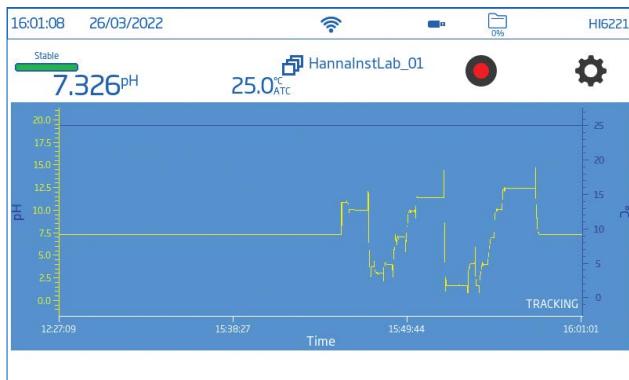 16:01:08 26/03/2022 0% HI6221
Stable
7.326 pH 25.0 °C ATC HannaInstLab_01
20.0
17.5
15.0
12.5
10.0
7.5
5.0
2.5
0.0
pH
25
20
15
10
5
0
°C
TRACKING
12:27:09 15:38:27 15:49:44 16:01:01
Time